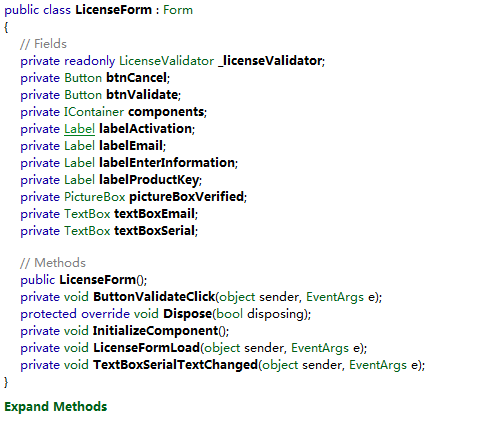 public class LicenseForm : Form
{
// Fields
private readonly LicenseValidator _licenseValidator;
private Button btnCancel;
private Button btnValidate;
private IContainer components;
private Label labelActivation;
private Label labelEmail;
private Label labelEnterInformation;
private Label labelProductKey;
private PictureBox pictureBoxVerified;
private TextBox textBoxEmail;
private TextBox textBoxSerial;
// Methods
public LicenseForm();
private void ButtonValidateClick(object sender, EventArgs e);
protected override void Dispose(bool disposing);
private void InitializeComponent();
private void LicenseFormLoad(object sender, EventArgs e);
private void TextBoxSerialTextChanged(object sender, EventArgs e);
}
Expand Methods